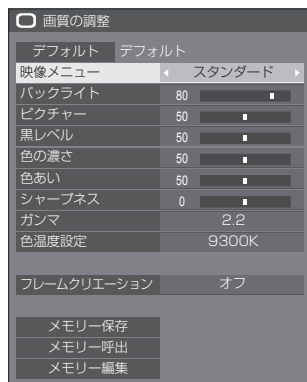 画質の調整
デフォルト デフォルト
映像メニュー スタンダード
バックライト 80
ピクチャー 50
黒レベル 50
色の濃さ 50
色あい 50
シャープネス 0
ガンマ 2.2
色温度設定 9300K
フレームクリエーション オフ
メモリー保存
メモリー呼出
メモリー編集